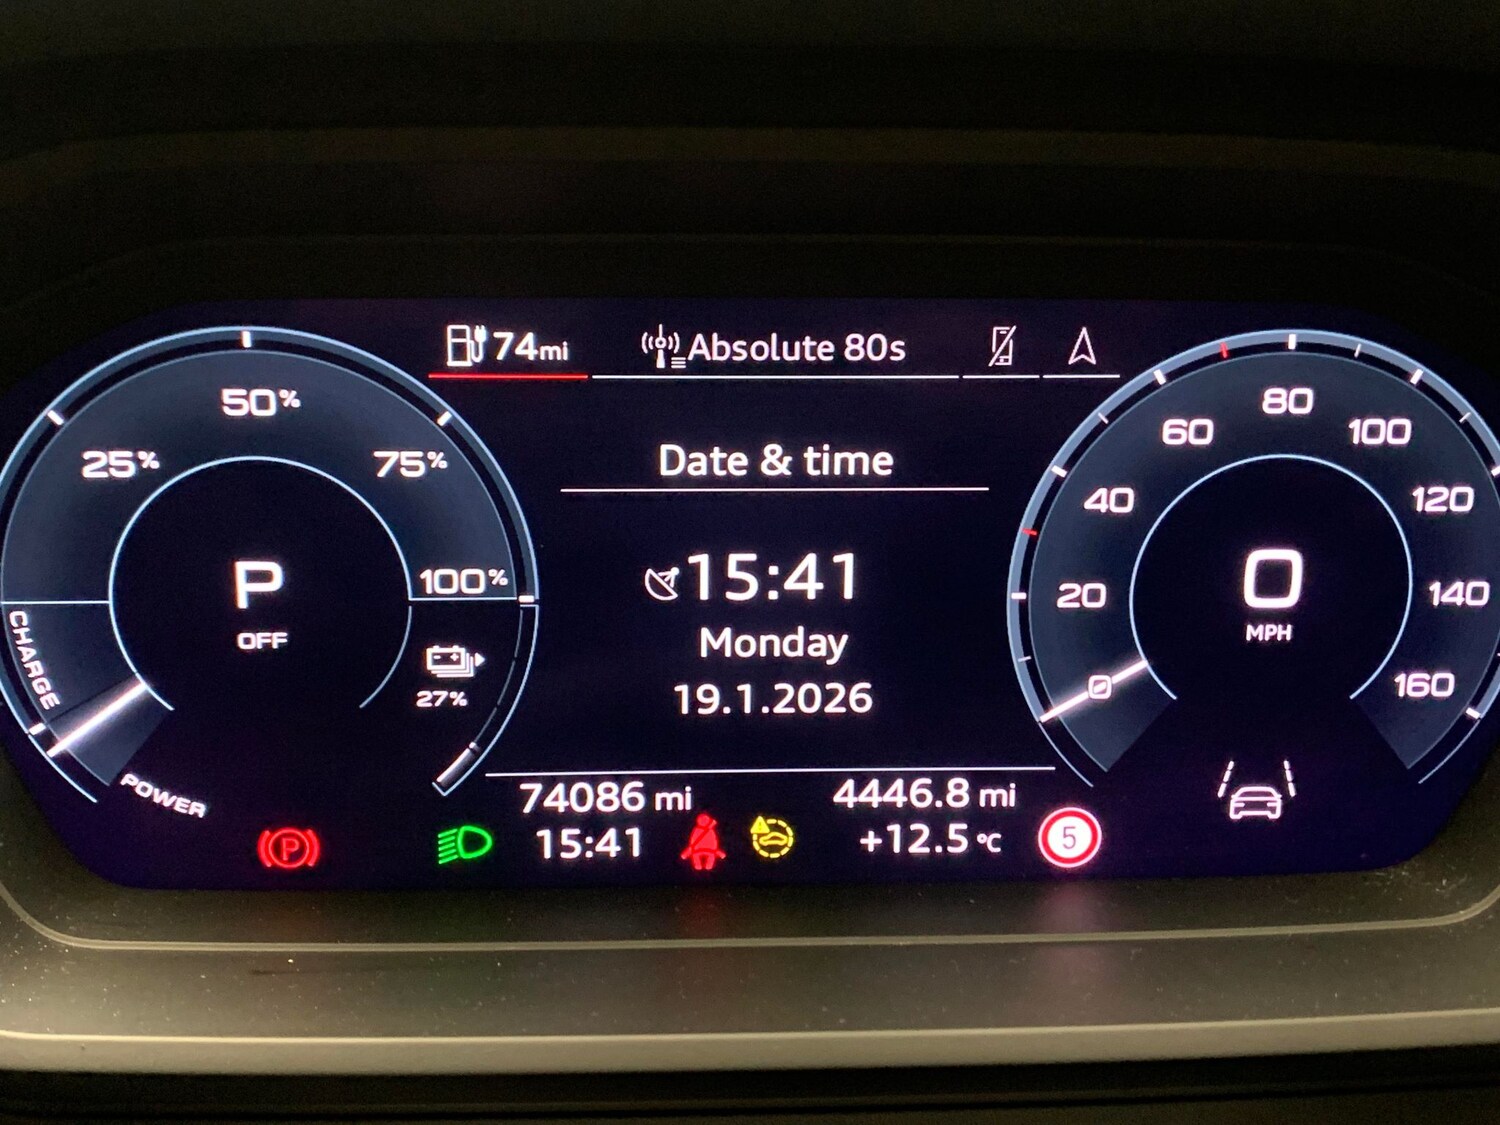 74mi
Absolute 80s
50%
25%
75%
100%
P
OFF
CHARGE
27%
POWER
Date & time
15:41
Monday
19.1.2026
74086 mi
15:41
4446.8 mi
+12.5 °C
5
P
0
20
40
60
80
100
120
140
160
0
MPH